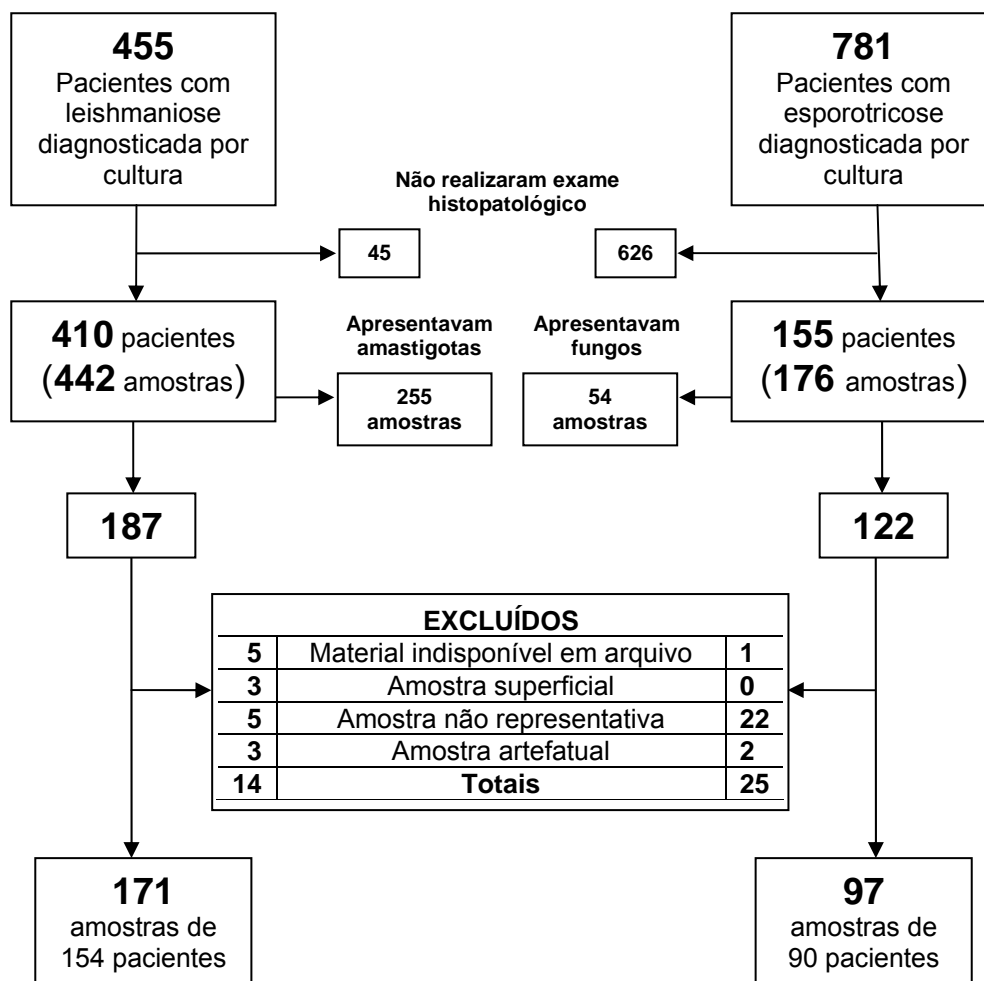 455
Pacientes com
leishmaniose
diagnosticada por
cultura
781
Pacientes com
esporotricose
diagnosticada por
cultura
Não realizaram exame
histopatológico
45
626
410 pacientes
(442 amostras)
Apresentavam
amastigotas
255
amostras
Apresentavam
fungos
54
amostras
155 pacientes
(176 amostras)
187
122
EXCLUÍDOS
5 Material indisponível em arquivo 1
3 Amostra superficial 0
5 Amostra não representativa 22
3 Amostra artefatual 2
14 Totais 25
171
amostras de
154 pacientes
97
amostras de
90 pacientes